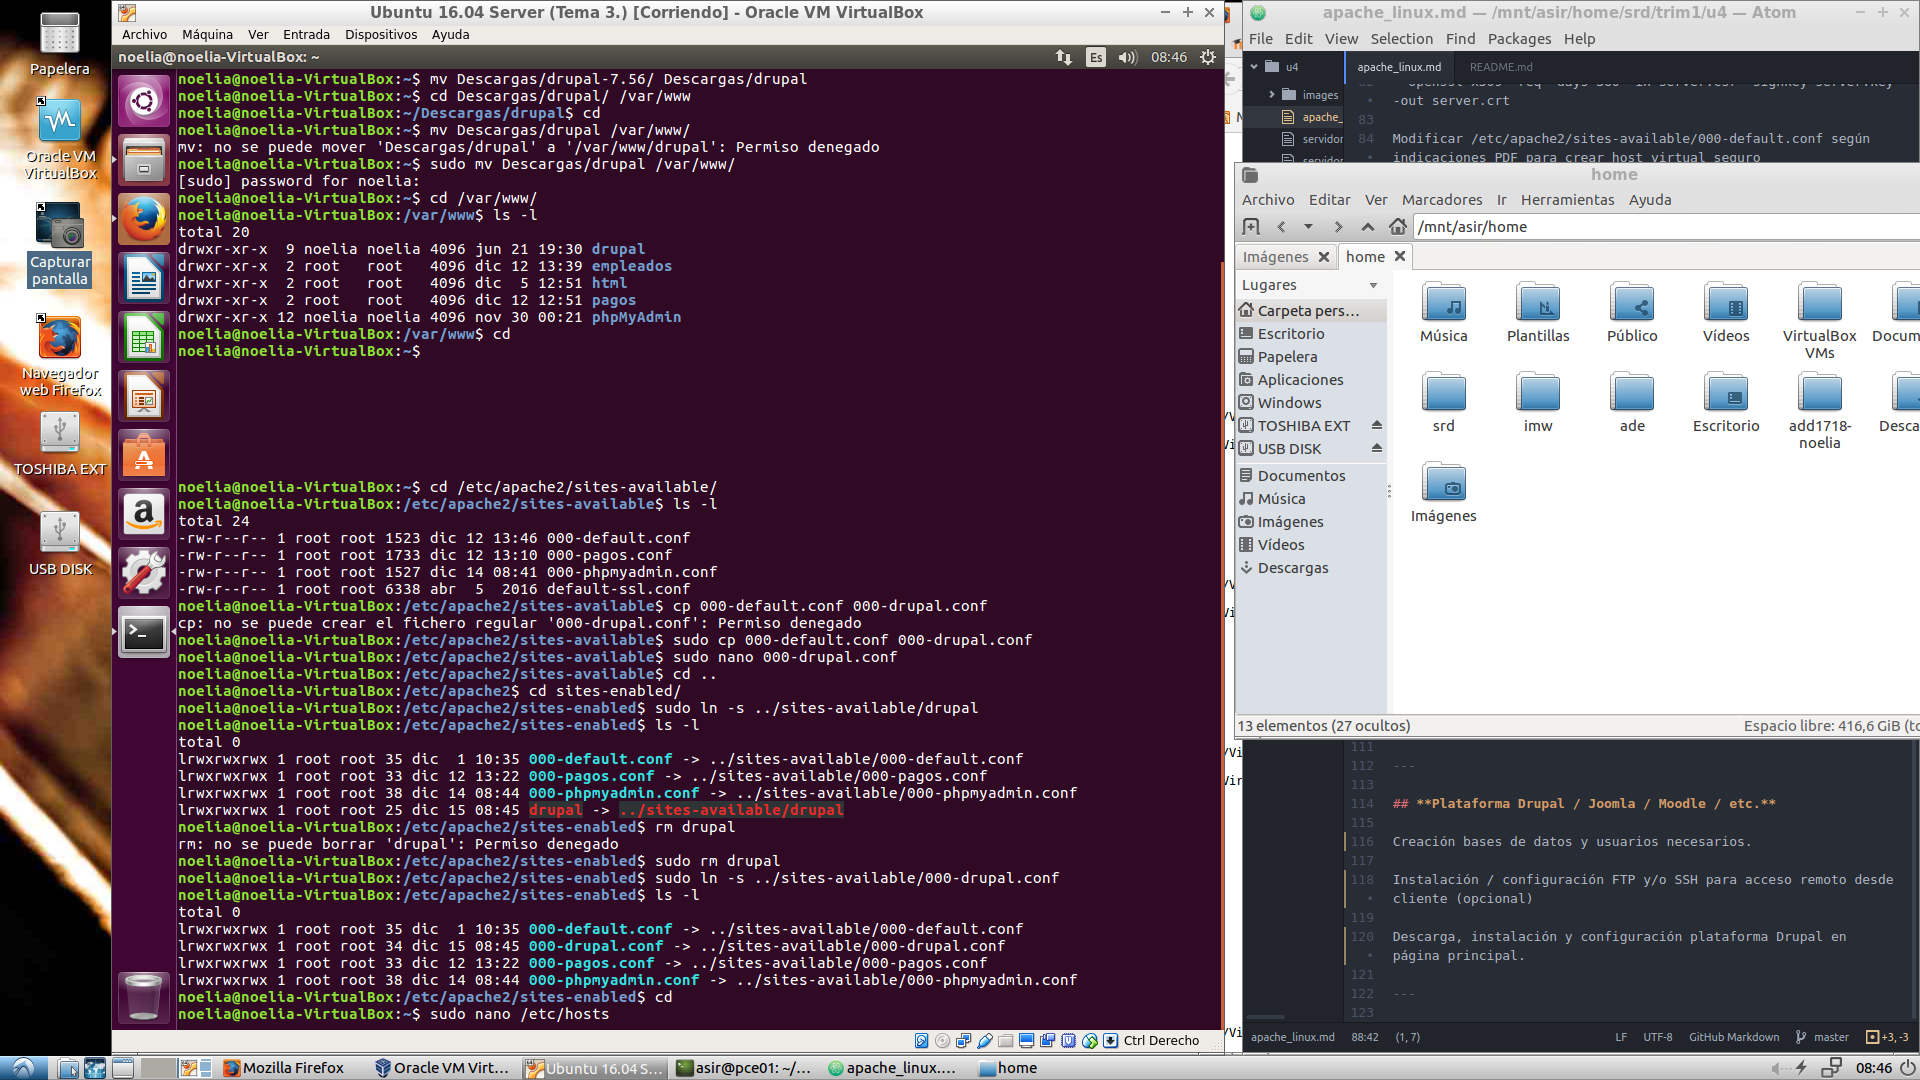 Papelera
Oracle VM
VirtualBox
Capturar
pantalla
Navegador
web Firefox
TOSHIBA EXT
USB DISK
Ubuntu 16.04 Server (Tema 3.) [Corriendo] - Oracle VM VirtualBox
Archivo Máquina Ver Entrada Dispositivos Ayuda
noelia@noelia-VirtualBox: ~
Es 08:46
noelia@noelia-VirtualBox:~$ mv Descargas/drupal-7.56/ Descargas/drupal
noelia@noelia-VirtualBox:~$ cd Descargas/drupal/ /var/www
noelia@noelia-VirtualBox:~/Descargas/drupal$ cd
noelia@noelia-VirtualBox:~$ mv Descargas/drupal /var/www/
mv: no se puede mover 'Descargas/drupal' a '/var/www/drupal': Permiso denegado
noelia@noelia-VirtualBox:~$ sudo mv Descargas/drupal /var/www/
[sudo] password for noelia:
noelia@noelia-VirtualBox:~$ cd /var/www/
noelia@noelia-VirtualBox:/var/www$ ls -l
total 20
drwxr-xr-x  9 noelia noelia 4096 jun 21 19:30 drupal
drwxr-xr-x  2 root   root   4096 dic 12 13:39 empleados
drwxr-xr-x  2 root   root   4096 dic  5 12:51 html
drwxr-xr-x  2 root   root   4096 dic 12 12:51 pagos
drwxr-xr-x 12 noelia noelia 4096 nov 30 00:21 phpMyAdmin
noelia@noelia-VirtualBox:/var/www$ cd
noelia@noelia-VirtualBox:~$
noelia@noelia-VirtualBox:~$ cd /etc/apache2/sites-available/
noelia@noelia-VirtualBox:/etc/apache2/sites-available$ ls -l
total 24
-rw-r--r-- 1 root root 1523 dic 12 13:46 000-default.conf
-rw-r--r-- 1 root root 1733 dic 12 13:10 000-pagos.conf
-rw-r--r-- 1 root root 1527 dic 14 08:41 000-phpmyadmin.conf
-rw-r--r-- 1 root root 6338 abr  5  2016 default-ssl.conf
noelia@noelia-VirtualBox:/etc/apache2/sites-available$ cp 000-default.conf 000-drupal.conf
cp: no se puede crear el fichero regular '000-drupal.conf': Permiso denegado
noelia@noelia-VirtualBox:/etc/apache2/sites-available$ sudo cp 000-default.conf 000-drupal.conf
noelia@noelia-VirtualBox:/etc/apache2/sites-available$ sudo nano 000-drupal.conf
noelia@noelia-VirtualBox:/etc/apache2/sites-available$ cd ..
noelia@noelia-VirtualBox:/etc/apache2$ cd sites-enabled/
noelia@noelia-VirtualBox:/etc/apache2/sites-enabled$ sudo ln -s ../sites-available/drupal
noelia@noelia-VirtualBox:/etc/apache2/sites-enabled$ ls -l
total 0
lrwxrwxrwx 1 root root 35 dic  1 10:35 000-default.conf -> ../sites-available/000-default.conf
lrwxrwxrwx 1 root root 33 dic 12 13:22 000-pagos.conf -> ../sites-available/000-pagos.conf
lrwxrwxrwx 1 root root 38 dic 14 08:44 000-phpmyadmin.conf -> ../sites-available/000-phpmyadmin.conf
lrwxrwxrwx 1 root root 25 dic 15 08:45 drupal -> ../sites-available/drupal
noelia@noelia-VirtualBox:/etc/apache2/sites-enabled$ rm drupal
rm: no se puede borrar 'drupal': Permiso denegado
noelia@noelia-VirtualBox:/etc/apache2/sites-enabled$ sudo rm drupal
noelia@noelia-VirtualBox:/etc/apache2/sites-enabled$ sudo ln -s ../sites-available/000-drupal.conf
noelia@noelia-VirtualBox:/etc/apache2/sites-enabled$ ls -l
total 0
lrwxrwxrwx 1 root root 35 dic  1 10:35 000-default.conf -> ../sites-available/000-default.conf
lrwxrwxrwx 1 root root 34 dic 15 08:45 000-drupal.conf -> ../sites-available/000-drupal.conf
lrwxrwxrwx 1 root root 33 dic 12 13:22 000-pagos.conf -> ../sites-available/000-pagos.conf
lrwxrwxrwx 1 root root 38 dic 14 08:44 000-phpmyadmin.conf -> ../sites-available/000-phpmyadmin.conf
noelia@noelia-VirtualBox:/etc/apache2/sites-enabled$ cd
noelia@noelia-VirtualBox:~$ sudo nano /etc/hosts
Ctrl Derecho
apache_linux.md — /mnt/asir/home/srd/trim1/u4 — Atom
File Edit View Selection Find Packages Help
u4
images
apache_
servidor
apache_linux.md README.md
-out server.crt
83
84 Modificar /etc/apache2/sites-available/000-default.conf según
indicaciones PDF para crear host virtual seguro
home
Archivo Editar Ver Marcadores Ir Herramientas Ayuda
/mnt/asir/home
Imágenes home
Lugares
Carpeta pers...
Escritorio
Papelera
Aplicaciones
Windows
TOSHIBA EXT
USB DISK
Documentos
Música
Imágenes
Vídeos
Descargas
Música Plantillas Público Vídeos VirtualBox Docum
VMs
srd imw ade Escritorio add1718- Desca
noelia
Imágenes
13 elementos (27 ocultos) Espacio libre: 416,6 GiB (to
111
112 ---
113
114 ## **Plataforma Drupal / Joomla / Moodle / etc.**
115
116 Creación bases de datos y usuarios necesarios.
117
118 Instalación / configuración FTP y/o SSH para acceso remoto desde
cliente (opcional)
119
120 Descarga, instalación y configuración plataforma Drupal en
página principal.
121
122 ---
123
apache_linux.md 88:42 (1, 7) LF UTF-8 GitHub Markdown master +3, -3
Mozilla Firefox Oracle VM Virt... Ubuntu 16.04 S... asir@pce01: ~/... apache_linux.... home 08:46